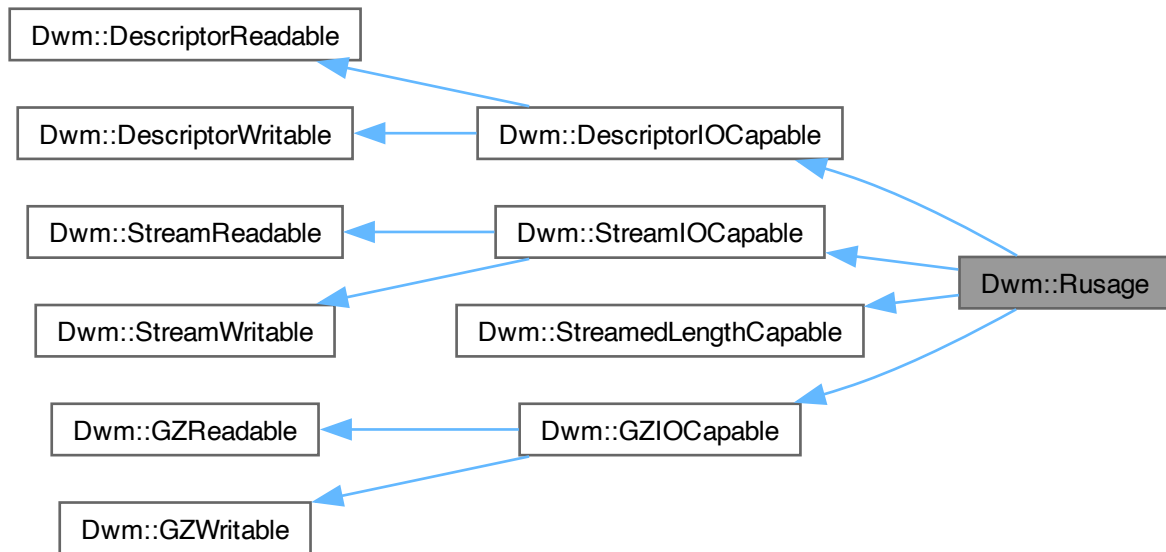 Dwm::DescriptorReadable
Dwm::DescriptorWritable
Dwm::DescriptorIOCapable
Dwm::StreamReadable
Dwm::StreamIOCapable
Dwm::Rusage
Dwm::StreamWritable
Dwm::StreamedLengthCapable
Dwm::GZReadable
Dwm::GZIOCapable
Dwm::GZWritable